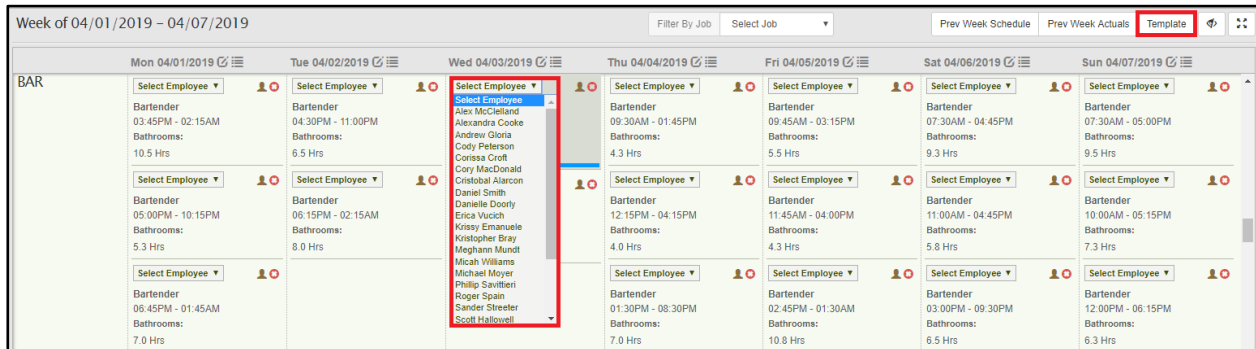 Week of 04/01/2019 – 04/07/2019 Filter By Job Select Job Prev Week Schedule Prev Week Actuals Template
Mon 04/01/2019 Tue 04/02/2019 Wed 04/03/2019 Thu 04/04/2019 Fri 04/05/2019 Sat 04/06/2019 Sun 04/07/2019
BAR
Select Employee
Bartender
03:45PM - 02:15AM
Bathrooms:
10.5 Hrs
Select Employee
Bartender
05:00PM - 10:15PM
Bathrooms:
5.3 Hrs
Select Employee
Bartender
06:45PM - 01:45AM
Bathrooms:
7.0 Hrs
Select Employee
Bartender
04:30PM - 11:00PM
Bathrooms:
6.5 Hrs
Select Employee
Bartender
06:15PM - 02:15AM
Bathrooms:
8.0 Hrs
Select Employee
Select Employee
Alex McClelland
Alexandra Cooke
Andrew Gloria
Cody Peterson
Corissa Croft
Cory MacDonald
Cristobal Alarcon
Daniel Smith
Danielle Doorly
Erica Vucich
Krissy Emanuele
Kristopher Bray
Meghann Mundt
Micah Williams
Michael Moyer
Phillip Savittieri
Roger Spain
Sander Streeter
Scott Hallowell
Select Employee
Bartender
09:30AM - 01:45PM
Bathrooms:
4.3 Hrs
Select Employee
Bartender
12:15PM - 04:15PM
Bathrooms:
4.0 Hrs
Select Employee
Bartender
01:30PM - 08:30PM
Bathrooms:
7.0 Hrs
Select Employee
Bartender
09:45AM - 03:15PM
Bathrooms:
5.5 Hrs
Select Employee
Bartender
11:45AM - 04:00PM
Bathrooms:
4.3 Hrs
Select Employee
Bartender
02:45PM - 01:30AM
Bathrooms:
10.8 Hrs
Select Employee
Bartender
07:30AM - 04:45PM
Bathrooms:
9.3 Hrs
Select Employee
Bartender
11:00AM - 04:45PM
Bathrooms:
5.8 Hrs
Select Employee
Bartender
03:00PM - 09:30PM
Bathrooms:
6.5 Hrs
Select Employee
Bartender
07:30AM - 05:00PM
Bathrooms:
9.5 Hrs
Select Employee
Bartender
10:00AM - 05:15PM
Bathrooms:
7.3 Hrs
Select Employee
Bartender
12:00PM - 06:15PM
Bathrooms:
6.3 Hrs